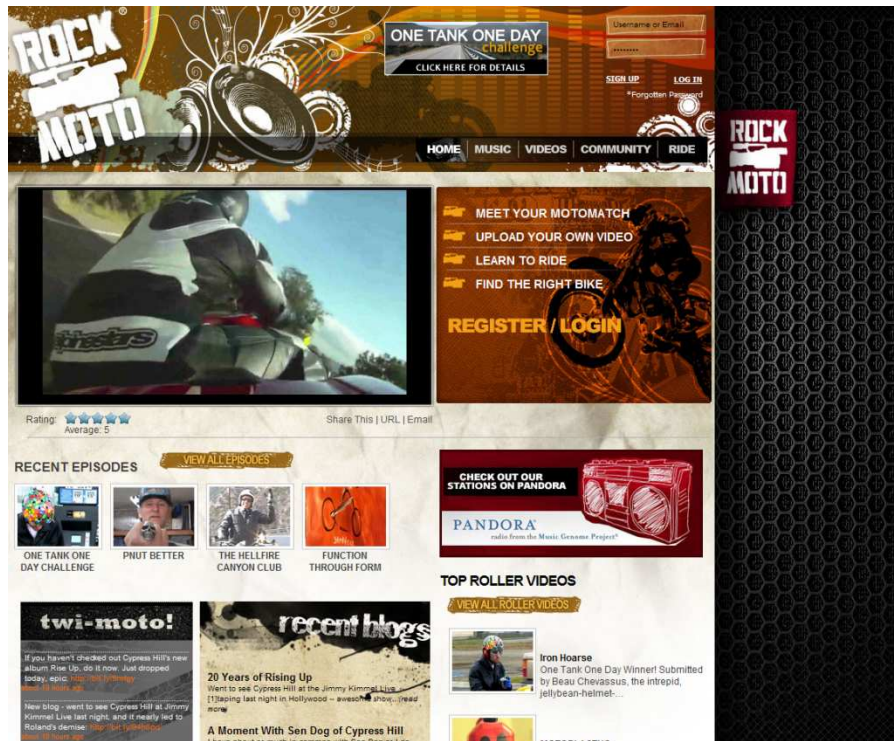 ROCK
MOTO
ONE TANK ONE DAY
challenge
CLICK HERE FOR DETAILS
Username or Email
SIGN UP LOG IN
*Forgotten Password
HOME MUSIC VIDEOS COMMUNITY RIDE
ROCK
MOTO
MEET YOUR MOTOMATCH
UPLOAD YOUR OWN VIDEO
LEARN TO RIDE
FIND THE RIGHT BIKE
REGISTER / LOGIN
alpinestars
Rating:
Average: 5
Share This | URL | Email
RECENT EPISODES
VIEW ALL EPISODES
ONE TANK ONE
DAY CHALLENGE
PNUT BETTER
THE HELLFIRE
CANYON CLUB
FUNCTION
THROUGH FORM
CHECK OUT OUR
STATIONS ON PANDORA
PANDORA
radio from the Music Genome Project
TOP ROLLER VIDEOS
VIEW ALL ROLLER VIDEOS
Iron Hoarse
One Tank One Day Winner! Submitted
by Beau Chevassus, the intrepid,
jellybean-helmet-...
twi-moto!
If you haven't checked out Cypress Hill's new
album Rise Up, do it now. Just dropped
today, epic.
about 10 hours ago
New blog - went to see Cypress Hill at Jimmy
Kimmel Live last night, and it nearly led to
Roland's demise:
about 10 hours ago
recent blogs
20 Years of Rising Up
Went to see Cypress Hill at the Jimmy Kimmel Live
[1]taping last night in Hollywood -- awesome show...(read
more)
A Moment With Sen Dog of Cypress Hill